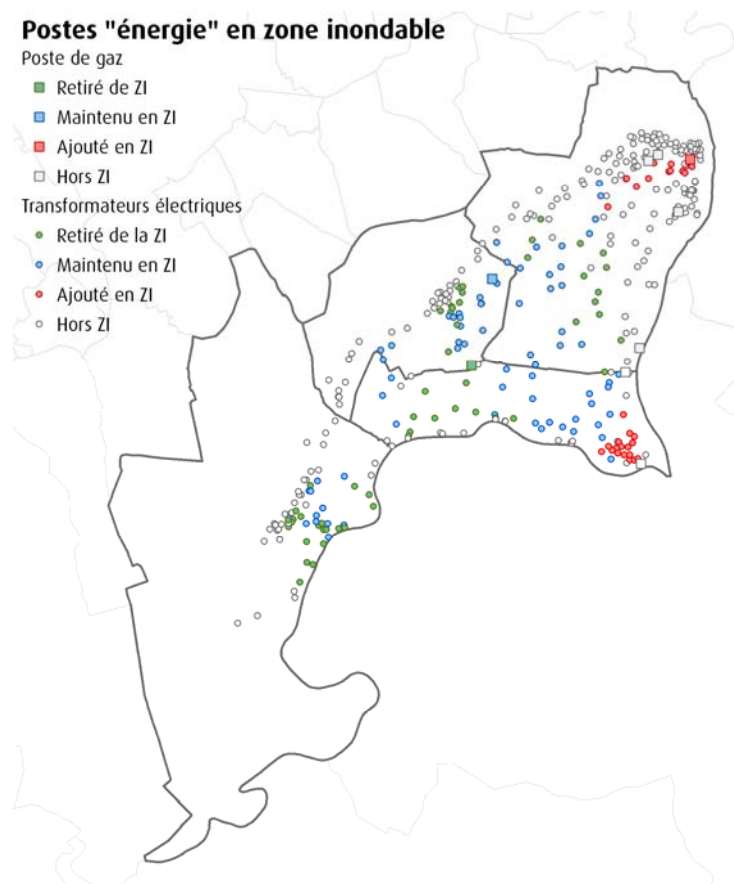 Postes "énergie" en zone inondable
Poste de gaz
Retiré de ZI
Maintenu en ZI
Ajouté en ZI
Hors ZI
Transformateurs électriques
Retiré de la ZI
Maintenu en ZI
Ajouté en ZI
Hors ZI